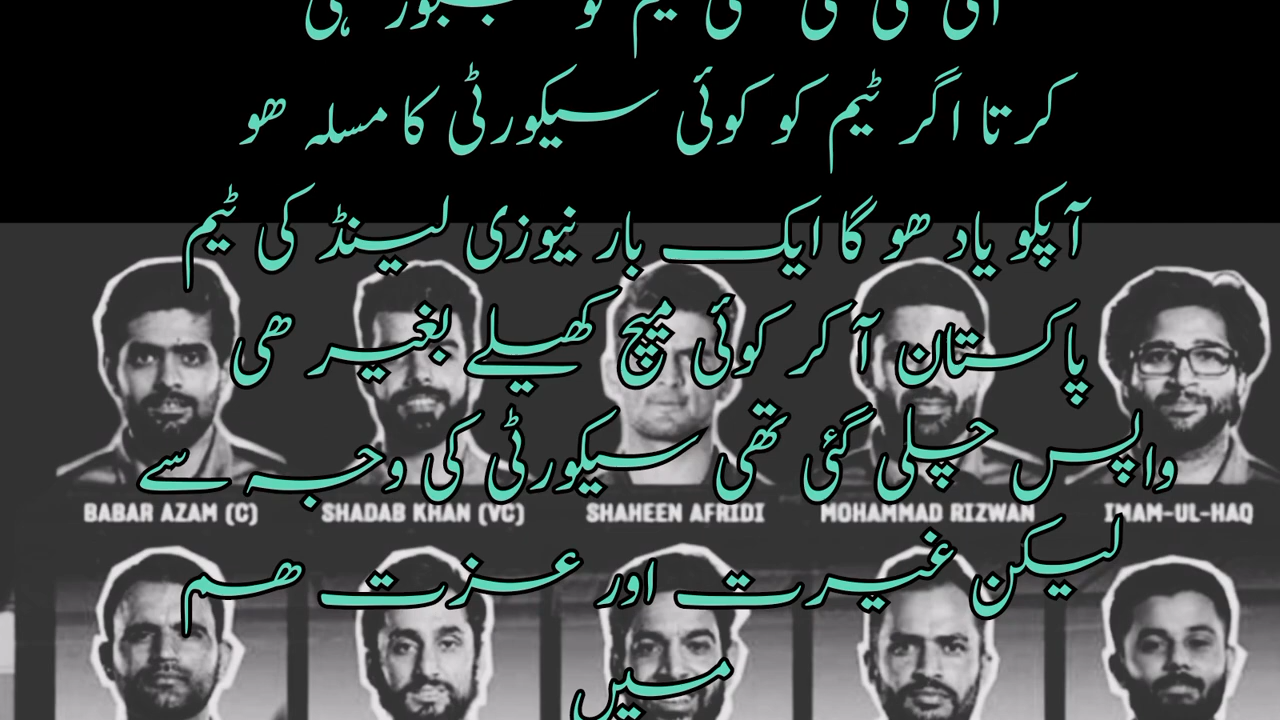 کرتا اگر ٹیم کو کوئی سیکورٹی کا مسلہ ھو
آپکو یاد ھو گا ایک بار نیوزی لینڈ کی ٹیم
پاکستان آ کر کوئی میچ کھیلے بغیر ھی
واپس چلی گئی تھی سیکورٹی کی وجہ سے
BABAR AZAM (C) SHADAB KHAN (VC) SHAHEEN AFRIDI MOHAMMAD RIZWAN IMAM-UL-HAQ
لیکن غیرت اور عزت ھم
میں